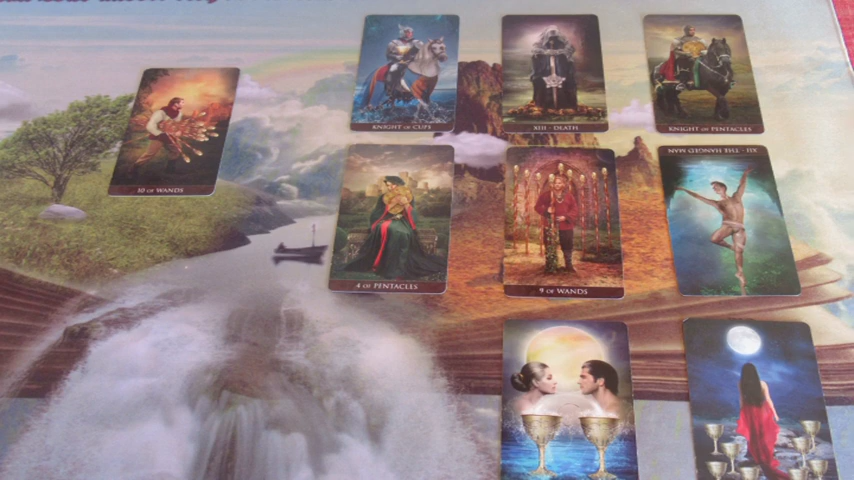 KNIGHT OF CUPS
XIII · DEATH
KNIGHT OF PENTACLES
10 OF WANDS
XII · THE HANGED MAN
4 OF PENTACLES
9 OF WANDS